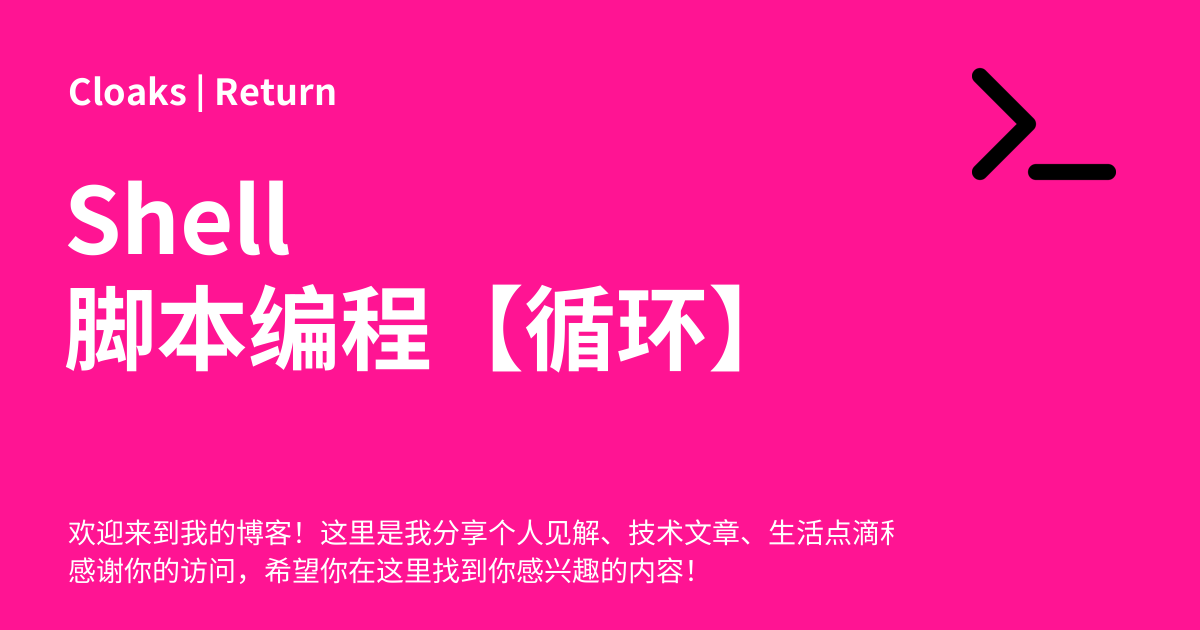 Cloaks | Return
Shell
脚本编程【循环】
欢迎来到我的博客！这里是我分享个人见解、技术文章、生活点滴
感谢你的访问，希望你在这里找到你感兴趣的内容！